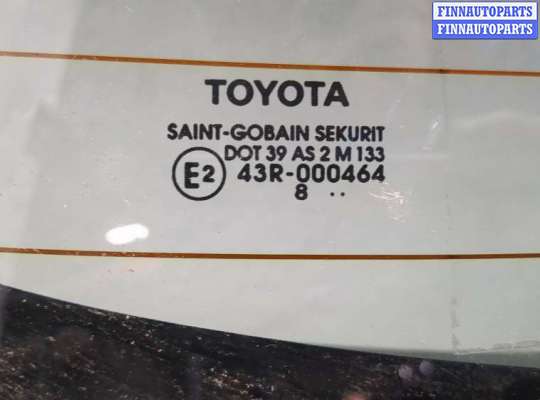 FINNAUTOPARTS
FINNAUTOPARTS
TOYOTA
SAINT-GOBAIN SEKURIT
DOT 39 AS 2 M 133
E2 43R-000464
8 ..